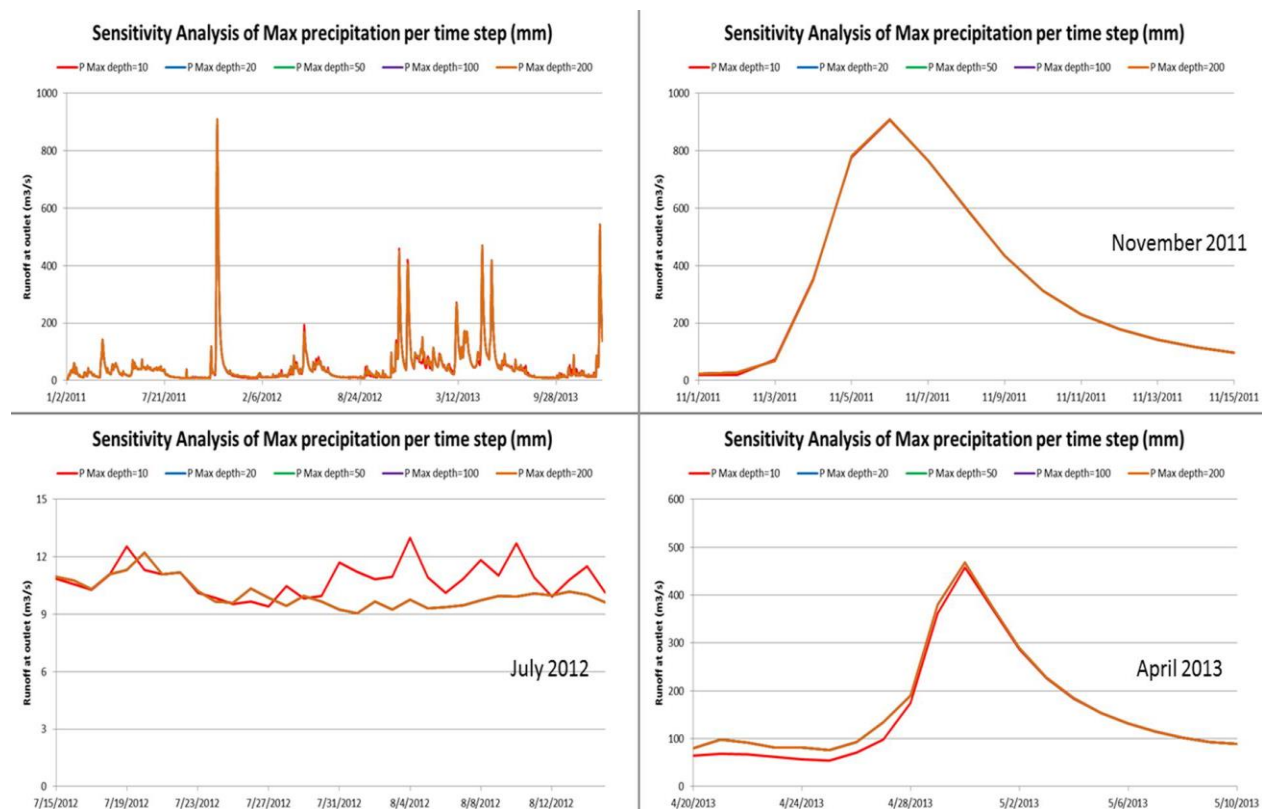 Sensitivity Analysis of Max precipitation per time step (mm)
P Max depth=10 P Max depth=20 P Max depth=50 P Max depth=100 P Max depth=200
Runoff at outlet (m3/s)
1000
800
600
400
200
0
1/2/2011 7/21/2011 2/6/2012 8/24/2012 3/12/2013 9/28/2013
Sensitivity Analysis of Max precipitation per time step (mm)
P Max depth=10 P Max depth=20 P Max depth=50 P Max depth=100 P Max depth=200
Runoff at outlet (m3/s)
1000
800
600
400
200
0
November 2011
11/1/2011 11/3/2011 11/5/2011 11/7/2011 11/9/2011 11/11/2011 11/13/2011 11/15/2011
Sensitivity Analysis of Max precipitation per time step (mm)
P Max depth=10 P Max depth=20 P Max depth=50 P Max depth=100 P Max depth=200
Runoff at outlet (m3/s)
15
12
9
6
3
0
July 2012
7/15/2012 7/19/2012 7/23/2012 7/27/2012 7/31/2012 8/4/2012 8/8/2012 8/12/2012
Sensitivity Analysis of Max precipitation per time step (mm)
P Max depth=10 P Max depth=20 P Max depth=50 P Max depth=100 P Max depth=200
Runoff at outlet (m3/s)
600
500
400
300
200
100
0
April 2013
4/20/2013 4/24/2013 4/28/2013 5/2/2013 5/6/2013 5/10/2013